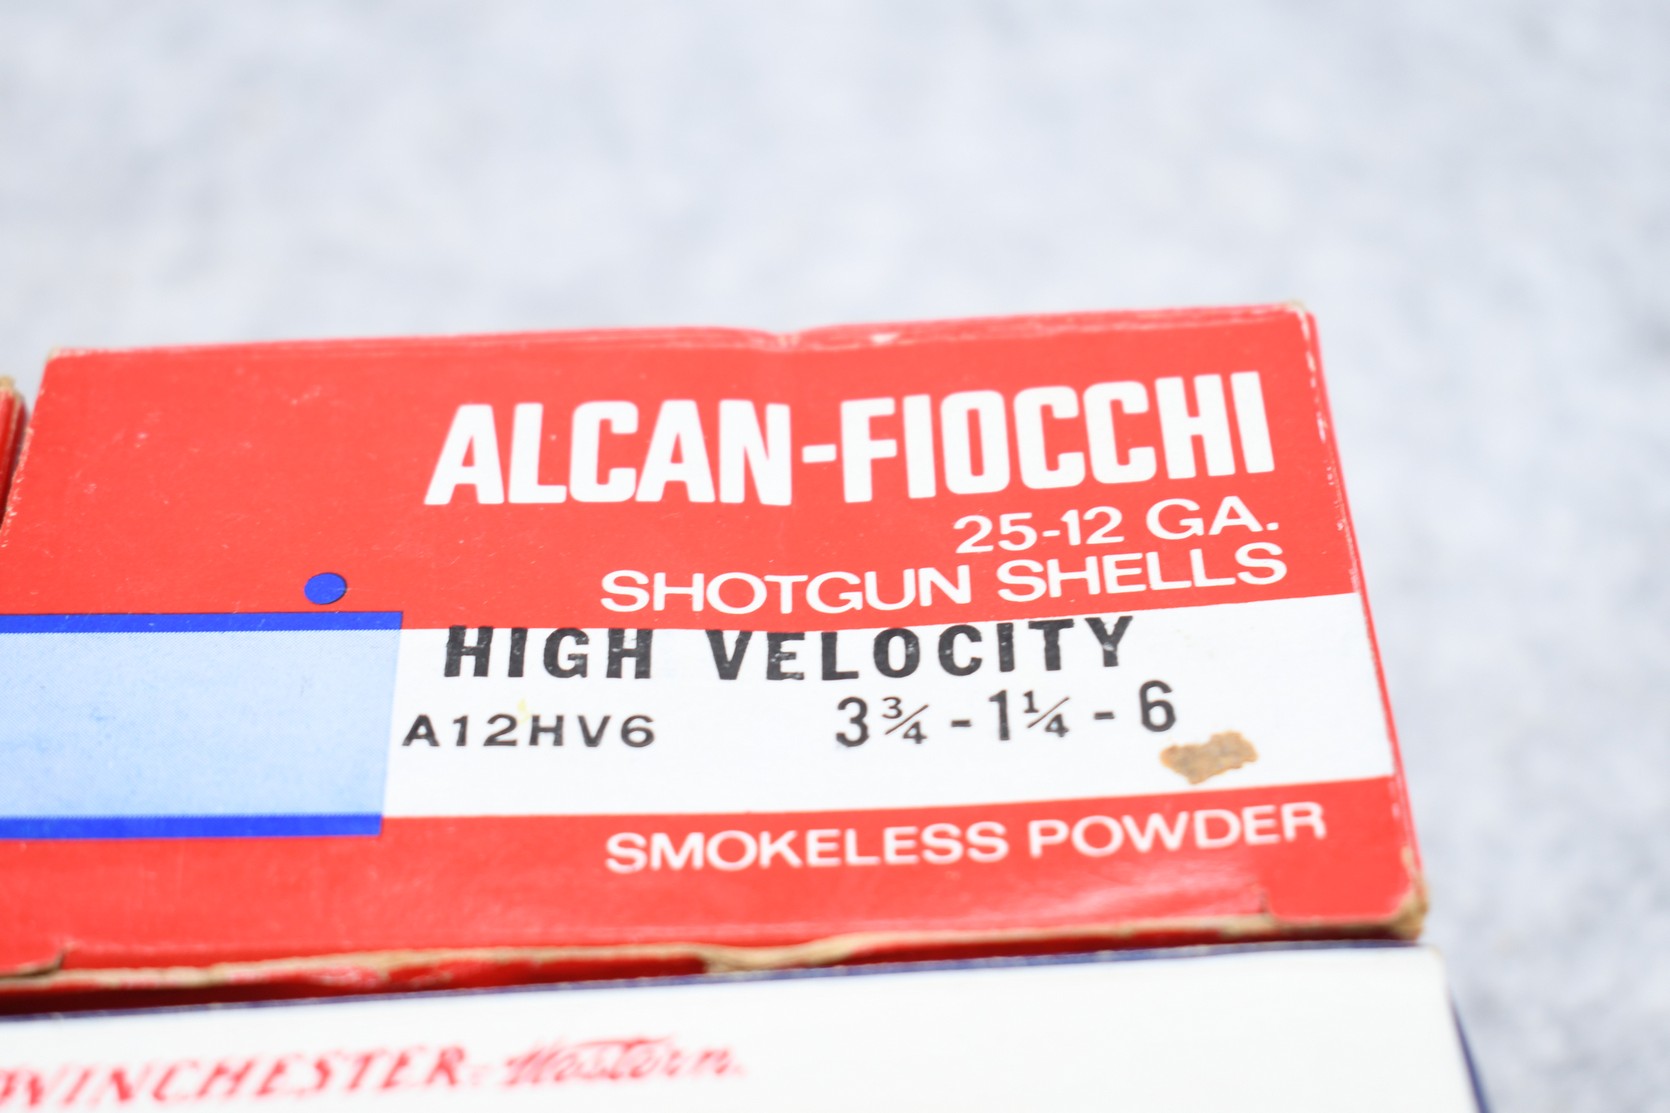 ALCAN-FIOCCHI
25-12 GA.
SHOTGUN SHELLS
HIGH VELOCITY
A12HV6 3¾ - 1¼ - 6
SMOKELESS POWDER
WINCHESTER-Western.